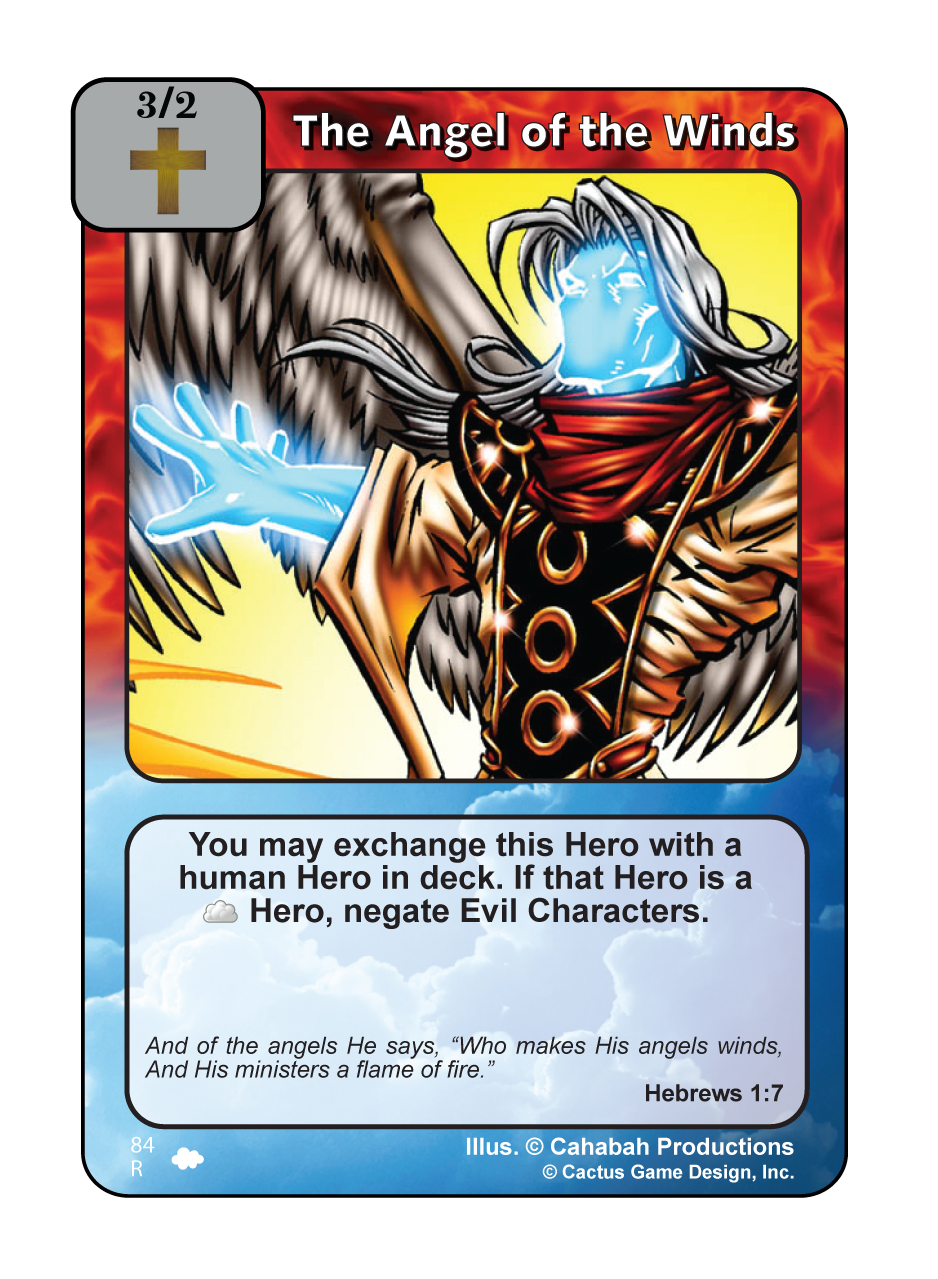 3/2
The Angel of the Winds
You may exchange this Hero with a
human Hero in deck. If that Hero is a
Hero, negate Evil Characters.
And of the angels He says, “Who makes His angels winds,
And His ministers a flame of fire.”
Hebrews 1:7
84
R
Illus. © Cahabah Productions
© Cactus Game Design, Inc.